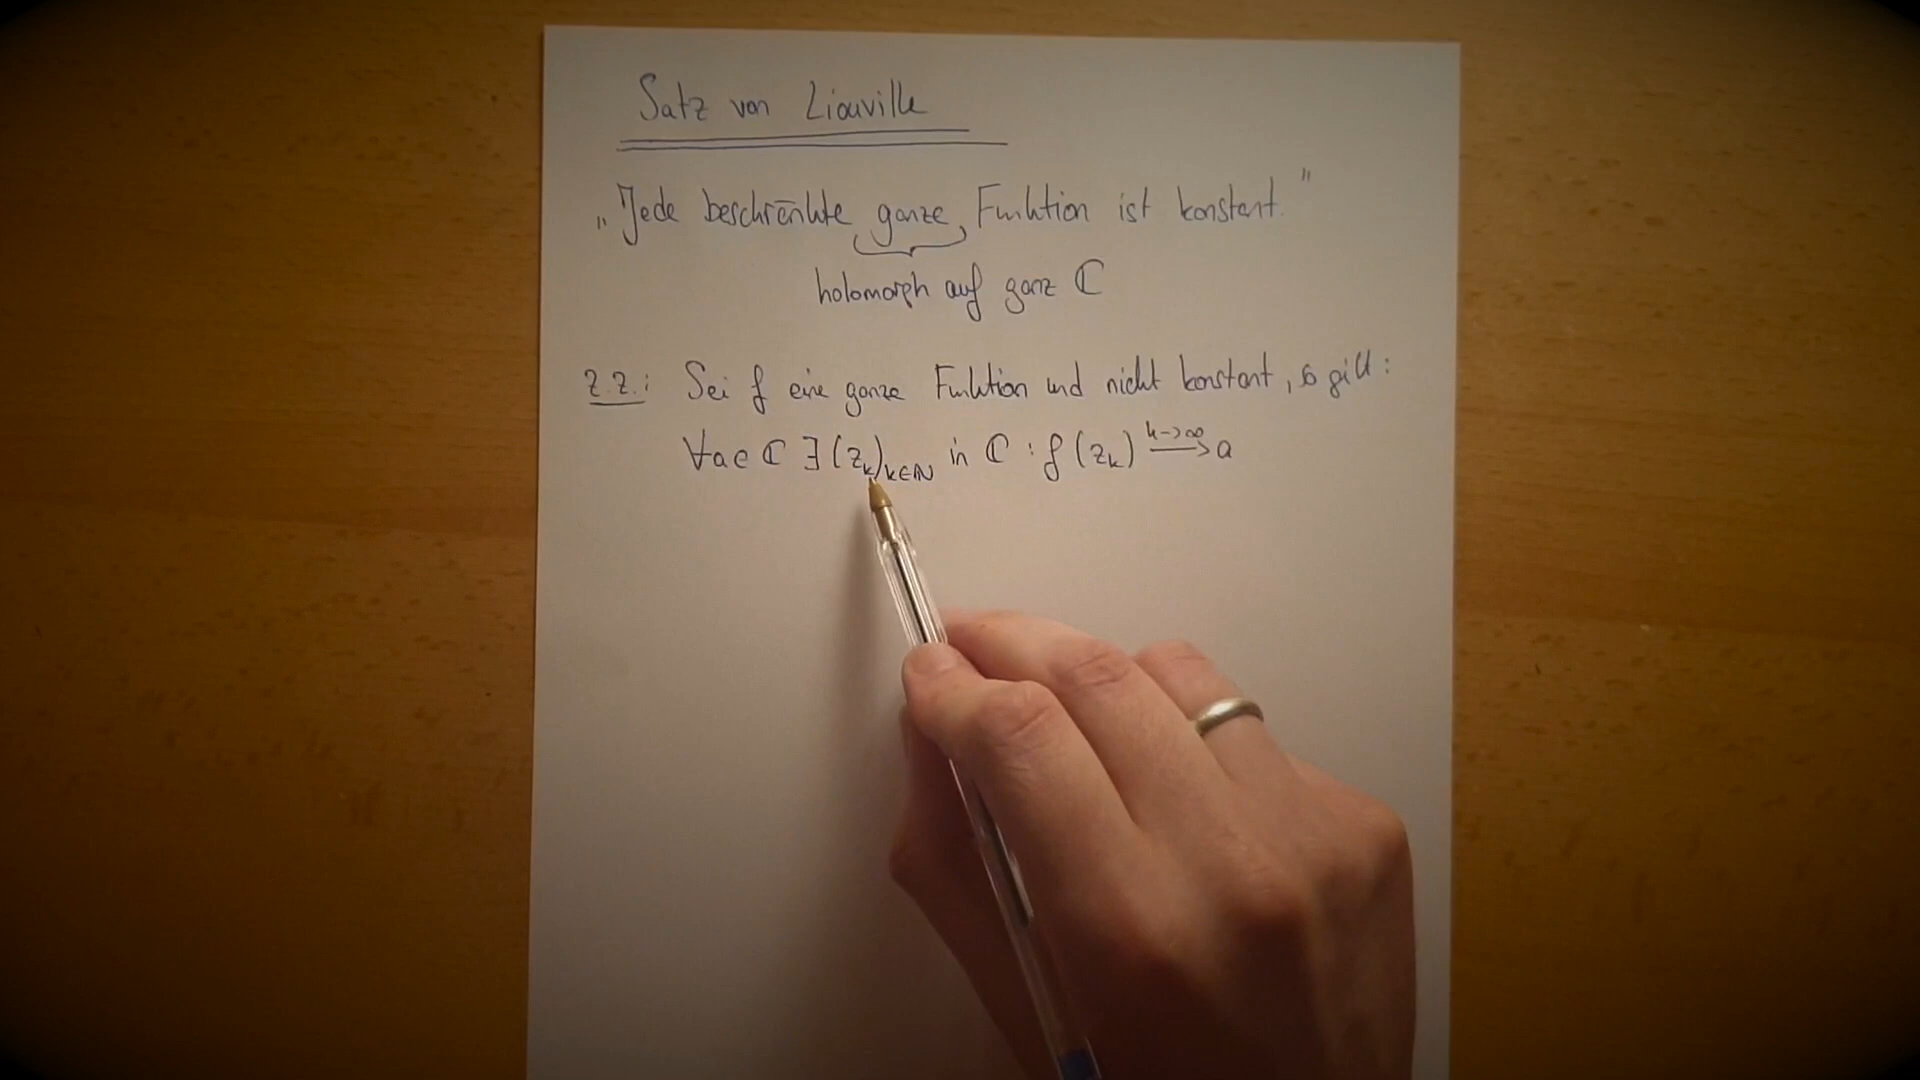 Satz von Liouville
„Jede beschränkte ganze Funktion ist konstant."
holomorph auf ganz ℂ
Z.Z.: Sei f eine ganze Funktion und nicht konstant, so gilt:
∀a∈ℂ ∃(z_k)_{k∈ℕ} in ℂ : f(z_k) \xrightarrow{k->∞} a